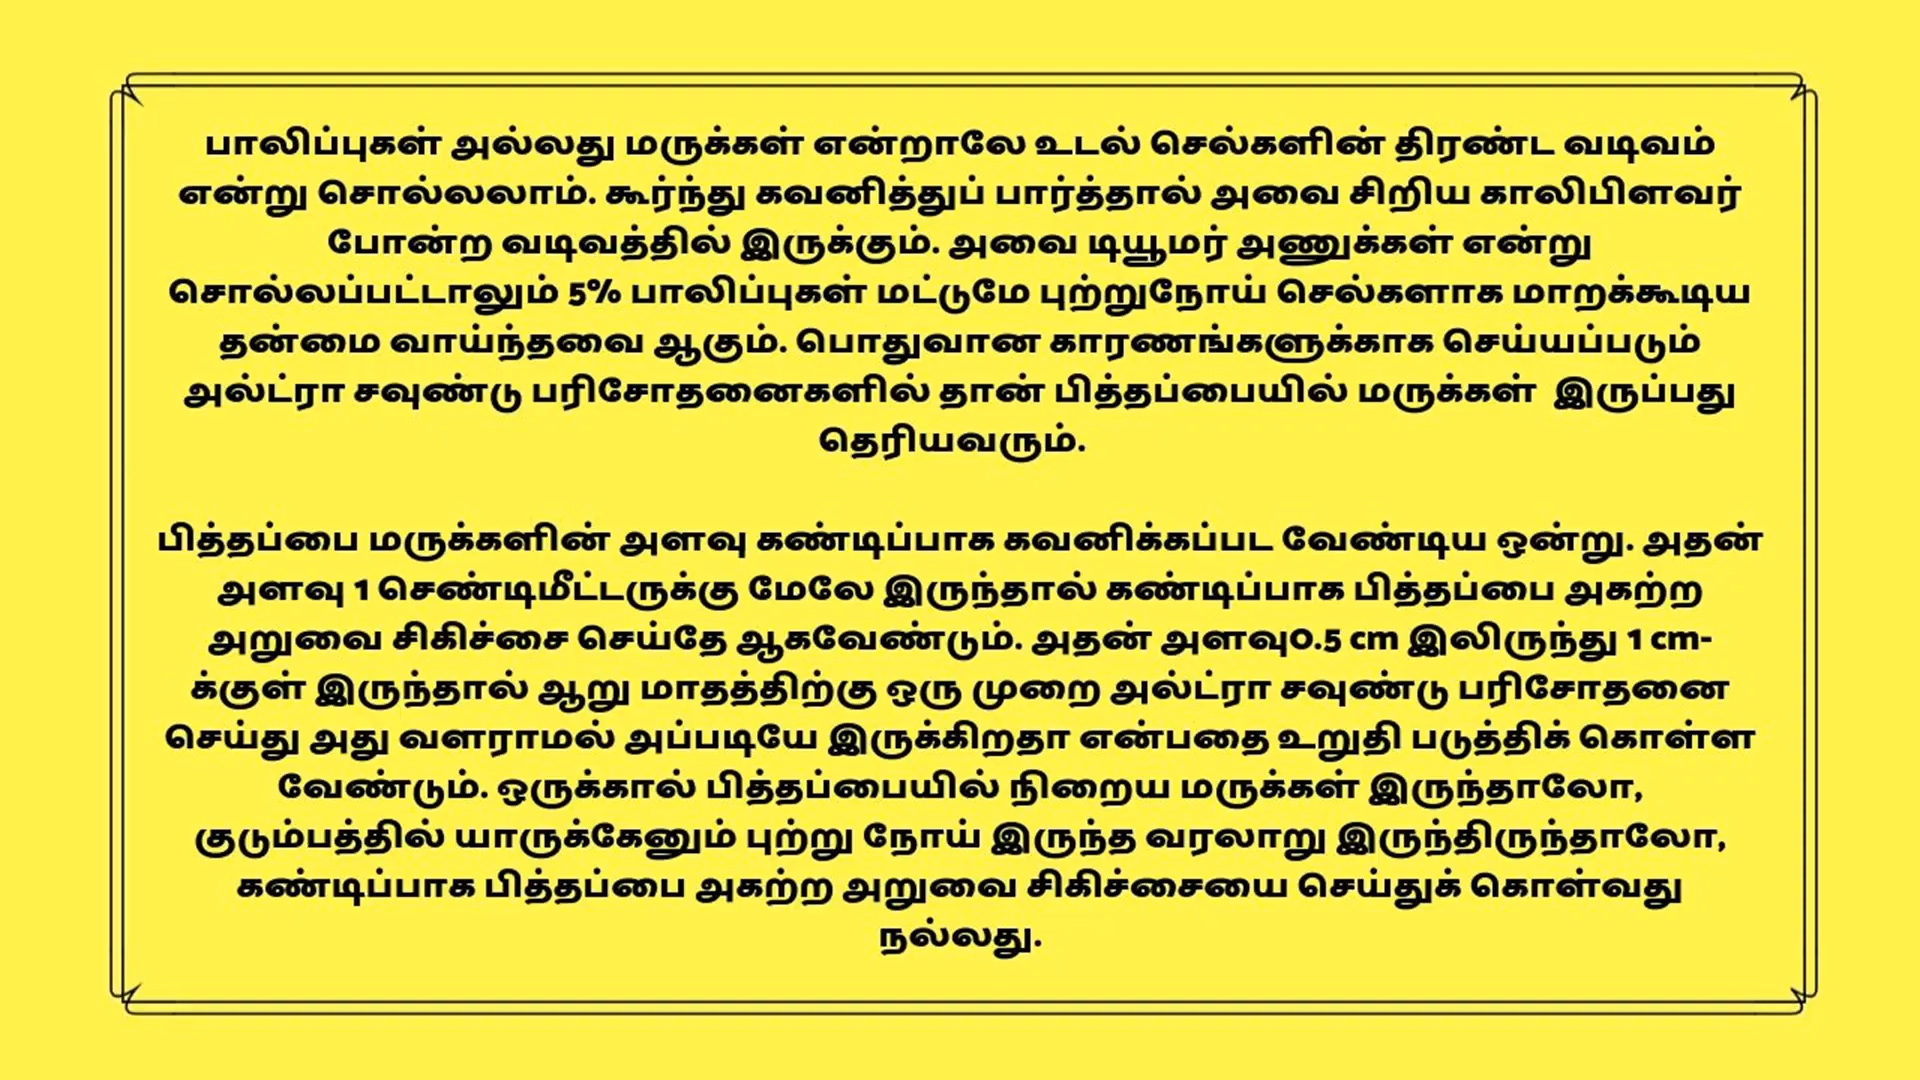 பாலிப்புகள் அல்லது மருக்கள் என்றாலே உடல் செல்களின் திரண்ட வடிவம்
என்று சொல்லலாம். கூர்ந்து கவனித்துப் பார்த்தால் அவை சிறிய காலிபிளவர்
போன்ற வடிவத்தில் இருக்கும். அவை டியூமர் அணுக்கள் என்று
சொல்லப்பட்டாலும் 5% பாலிப்புகள் மட்டுமே புற்றுநோய் செல்களாக மாறக்கூடிய
தன்மை வாய்ந்தவை ஆகும். பொதுவான காரணங்களுக்காக செய்யப்படும்
அல்ட்ரா சவுண்டு பரிசோதனைகளில் தான் பித்தப்பையில் மருக்கள் இருப்பது
தெரியவரும்.
பித்தப்பை மருக்களின் அளவு கண்டிப்பாக கவனிக்கப்பட வேண்டிய ஒன்று. அதன்
அளவு 1 செண்டிமீட்டருக்கு மேலே இருந்தால் கண்டிப்பாக பித்தப்பை அகற்ற
அறுவை சிகிச்சை செய்தே ஆகவேண்டும். அதன் அளவு0.5 cm இலிருந்து 1 cm-
க்குள் இருந்தால் ஆறு மாதத்திற்கு ஒரு முறை அல்ட்ரா சவுண்டு பரிசோதனை
செய்து அது வளராமல் அப்படியே இருக்கிறதா என்பதை உறுதி படுத்திக் கொள்ள
வேண்டும். ஒருக்கால் பித்தப்பையில் நிறைய மருக்கள் இருந்தாலோ,
குடும்பத்தில் யாருக்கேனும் புற்று நோய் இருந்த வரலாறு இருந்திருந்தாலோ,
கண்டிப்பாக பித்தப்பை அகற்ற அறுவை சிகிச்சையை செய்துக் கொள்வது
நல்லது.